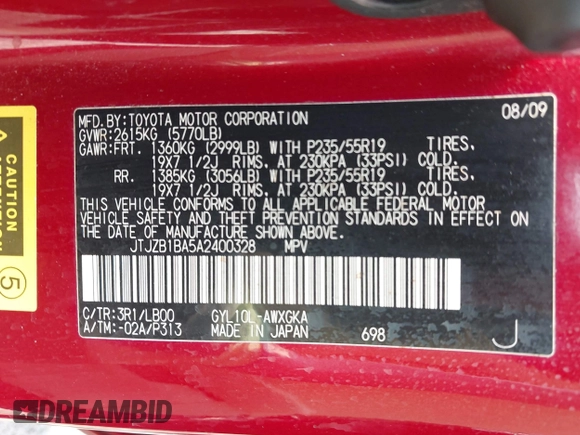 MFD.BY:TOYOTA MOTOR CORPORATION 08/09
GVWR:2615KG (5770LB)
GAWR:FRT. 1360KG (2999LB) WITH P235/55R19 TIRES.
19X7 1/2J RIMS. AT 230KPA (33PSI) COLD.
RR. 1385KG (3056LB) WITH P235/55R19 TIRES.
19X7 1/2J RIMS. AT 230KPA (33PSI) COLD.
THIS VEHICLE CONFORMS TO ALL APPLICABLE FEDERAL MOTOR
VEHICLE SAFETY AND THEFT PREVENTION STANDARDS IN EFFECT ON
THE DATE OF MANUFACTURE SHOWN ABOVE.
JTJZB1BA5A2400328 MPV
C/TR:3R1/LB00 GYL10L-AWXGKA
A/TM:-02A/P313 MADE IN JAPAN 698 J
CAUTION
5
DREAMBID